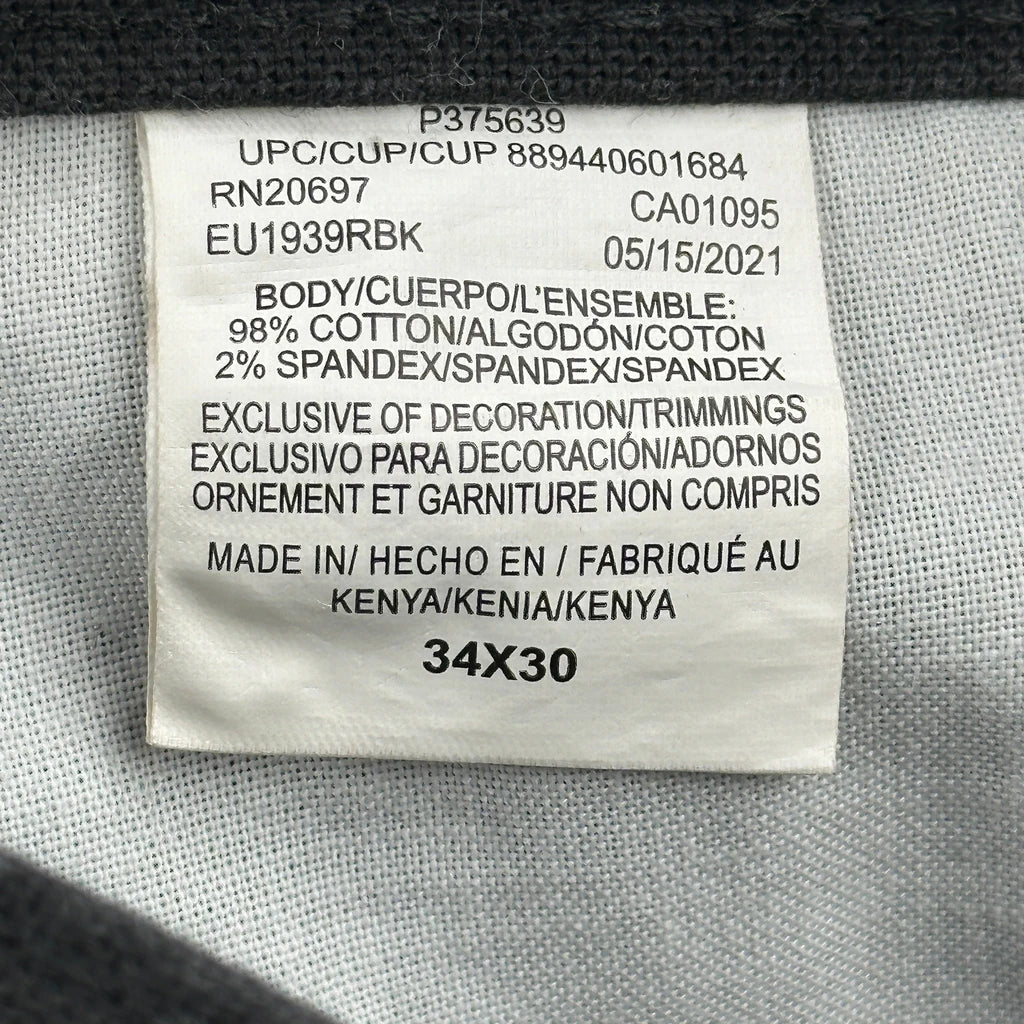 P375639
UPC/CUP/CUP 889440601684
RN20697 CA01095
EU1939RBK 05/15/2021
BODY/CUERPO/L'ENSEMBLE:
98% COTTON/ALGODÓN/COTON
2% SPANDEX/SPANDEX/SPANDEX
EXCLUSIVE OF DECORATION/TRIMMINGS
EXCLUSIVO PARA DECORACIÓN/ADORNOS
ORNEMENT ET GARNITURE NON COMPRIS
MADE IN/ HECHO EN / FABRIQUÉ AU
KENYA/KENIA/KENYA
34X30